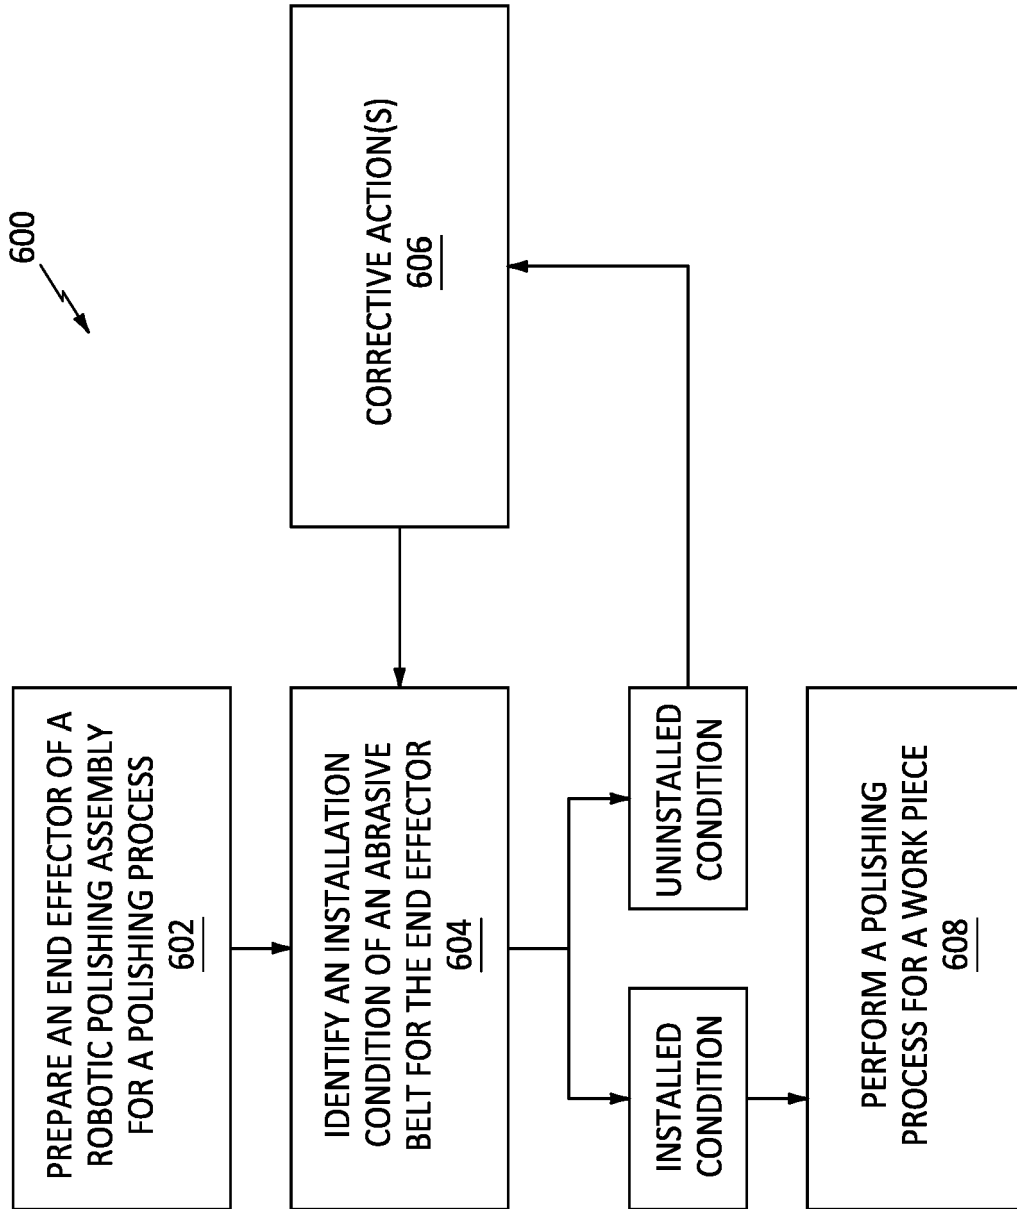 600
PREPARE AN END EFFECTOR OF A
ROBOTIC POLISHING ASSEMBLY
FOR A POLISHING PROCESS
602
IDENTIFY AN INSTALLATION
CONDITION OF AN ABRASIVE
BELT FOR THE END EFFECTOR
604
CORRECTIVE ACTION(S)
606
INSTALLED
CONDITION
UNINSTALLED
CONDITION
PERFORM A POLISHING
PROCESS FOR A WORK PIECE
608